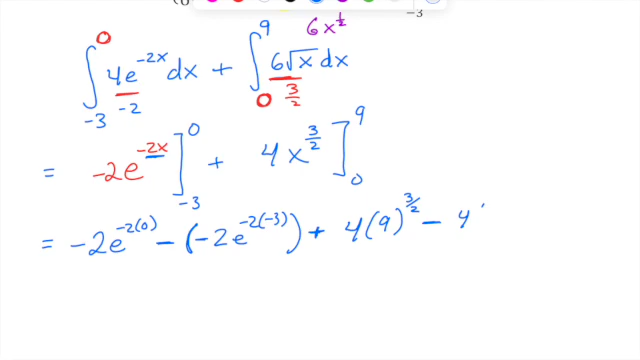 -3
6x^{1/2}
∫_{-3}^{0} 4e^{-2x} dx + ∫_{0}^{9} 6√x dx
-2 3/2
= -2e^{-2x} ]_{-3}^{0} + 4x^{3/2} ]_{0}^{9}
= -2e^{-2(0)} - (-2e^{-2(-3)}) + 4(9)^{3/2} - 4